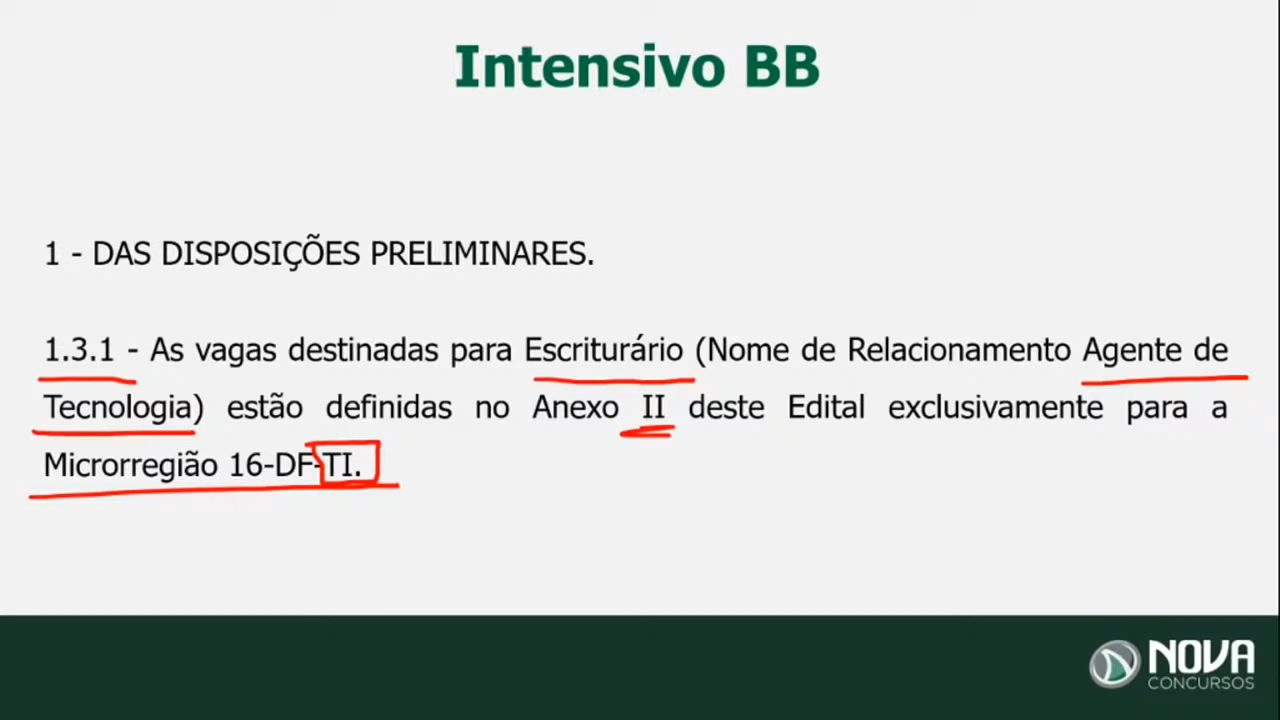 Intensivo BB
1 - DAS DISPOSIÇÕES PRELIMINARES.
1.3.1 - As vagas destinadas para Escriturário (Nome de Relacionamento Agente de
Tecnologia) estão definidas no Anexo II deste Edital exclusivamente para a
Microrregião 16-DF-TI.
NOVA
CONCURSOS